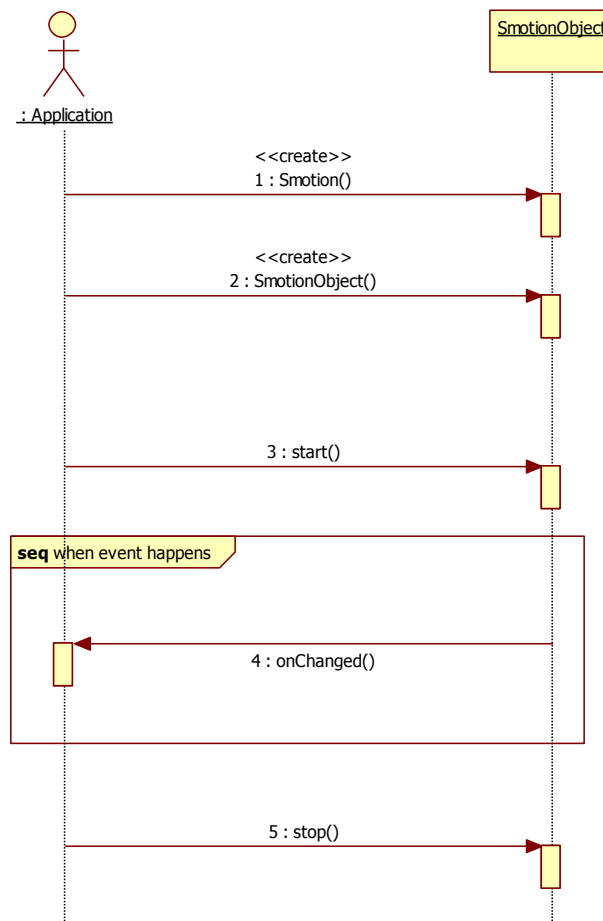 SmotionObject
: Application
<<create>>
1 : Smotion()
<<create>>
2 : SmotionObject()
3 : start()
seq when event happens
4 : onChanged()
5 : stop()